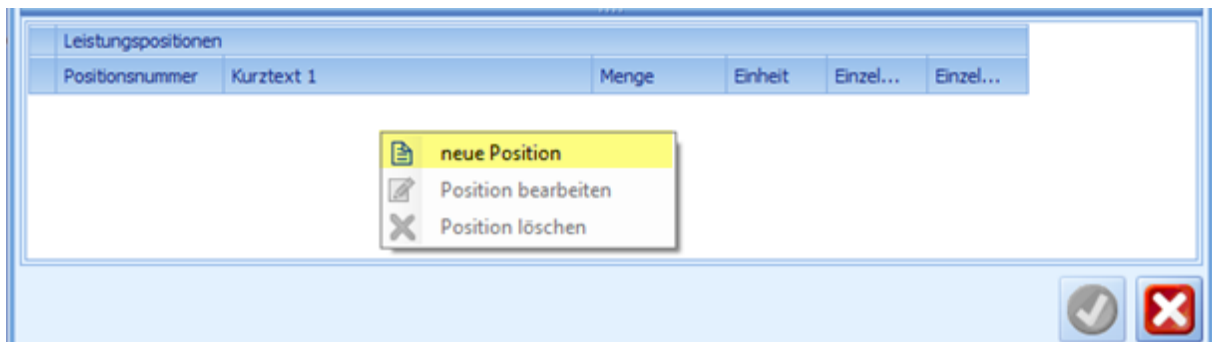 Leistungspositionen
Positionsnummer Kurztext 1 Menge Einheit Einzel... Einzel...
neue Position
Position bearbeiten
Position löschen